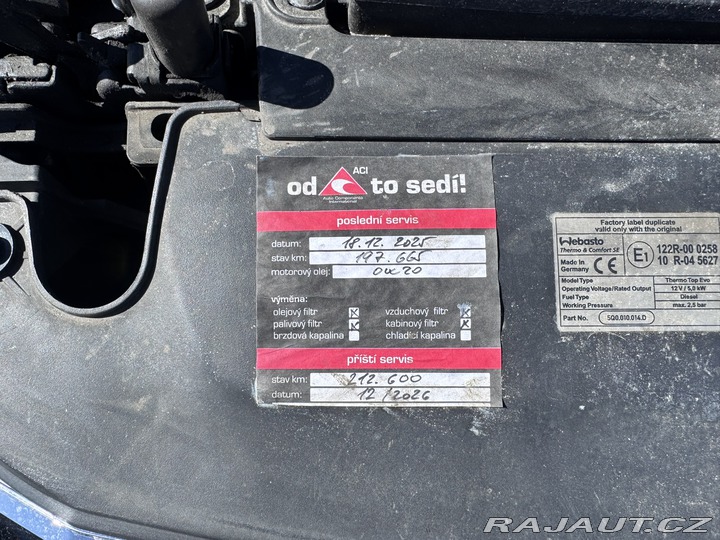 ACI
od to sedí!
Auto Components
International
poslední servis
datum: 18.12.2025
stav km: 197.665
motorový olej: 0w20
výměna:
olejový filtr x
palivový filtr x
brzdová kapalina
vzduchový filtr x
kabinový filtr x
chladící kapalina
příští servis
stav km: 212.600
datum: 12/2026
Factory label duplicate
valid only with the original
Webasto
Thermo & Comfort SE
Made in
Germany CE
E1
122R-00 0258
10 R-04 5627
Model Type Thermo Top Evo
Operating Voltage/Rated Output 12 V / 5,0 kW
Fuel Type Diesel
Working Pressure max. 2,5 bar
Part No. 5Q0.010.014.D
RAJAUT.CZ